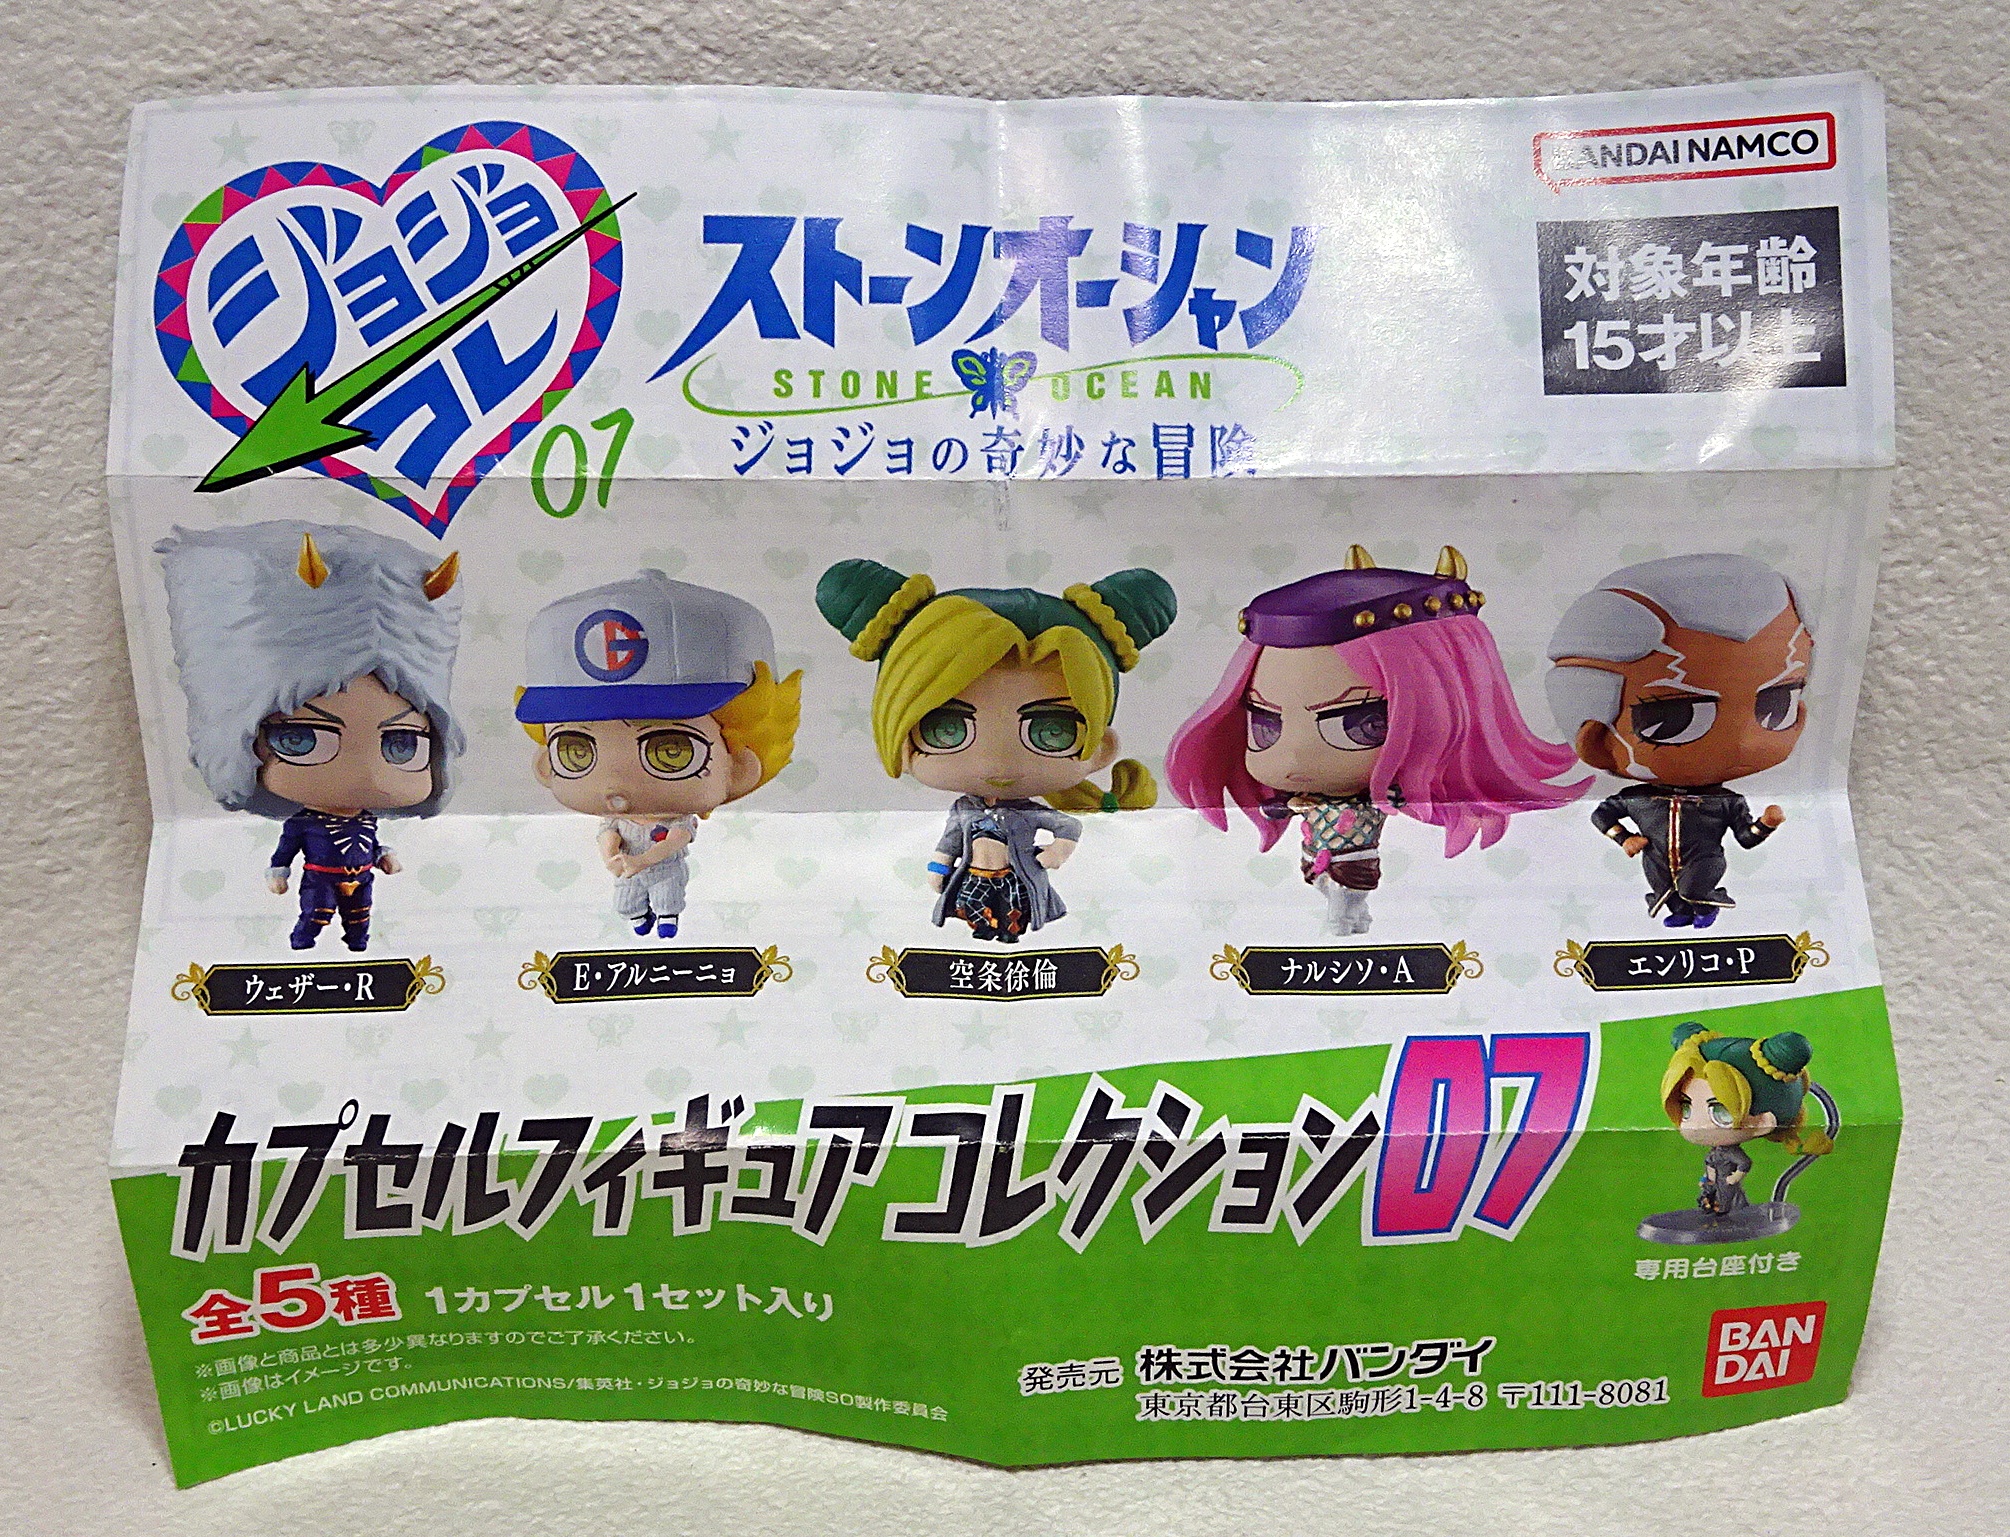 ジョジョ
コレ
07
ストーンオーシャン
STONE OCEAN
ジョジョの奇妙な冒険
BANDAI NAMCO
対象年齢
15才以上
ウェザー・R
E・アルニーニョ
空条徐倫
ナルシソ・A
エンリコ・P
カプセルフィギュアコレクション07
専用台座付き
全5種 1カプセル1セット入り
※画像と商品とは多少異なりますのでご了承ください。
※画像はイメージです。
©LUCKY LAND COMMUNICATIONS/集英社・ジョジョの奇妙な冒険SO製作委員会
発売元 株式会社バンダイ
東京都台東区駒形1-4-8 〒111-8081
BAN
DAI